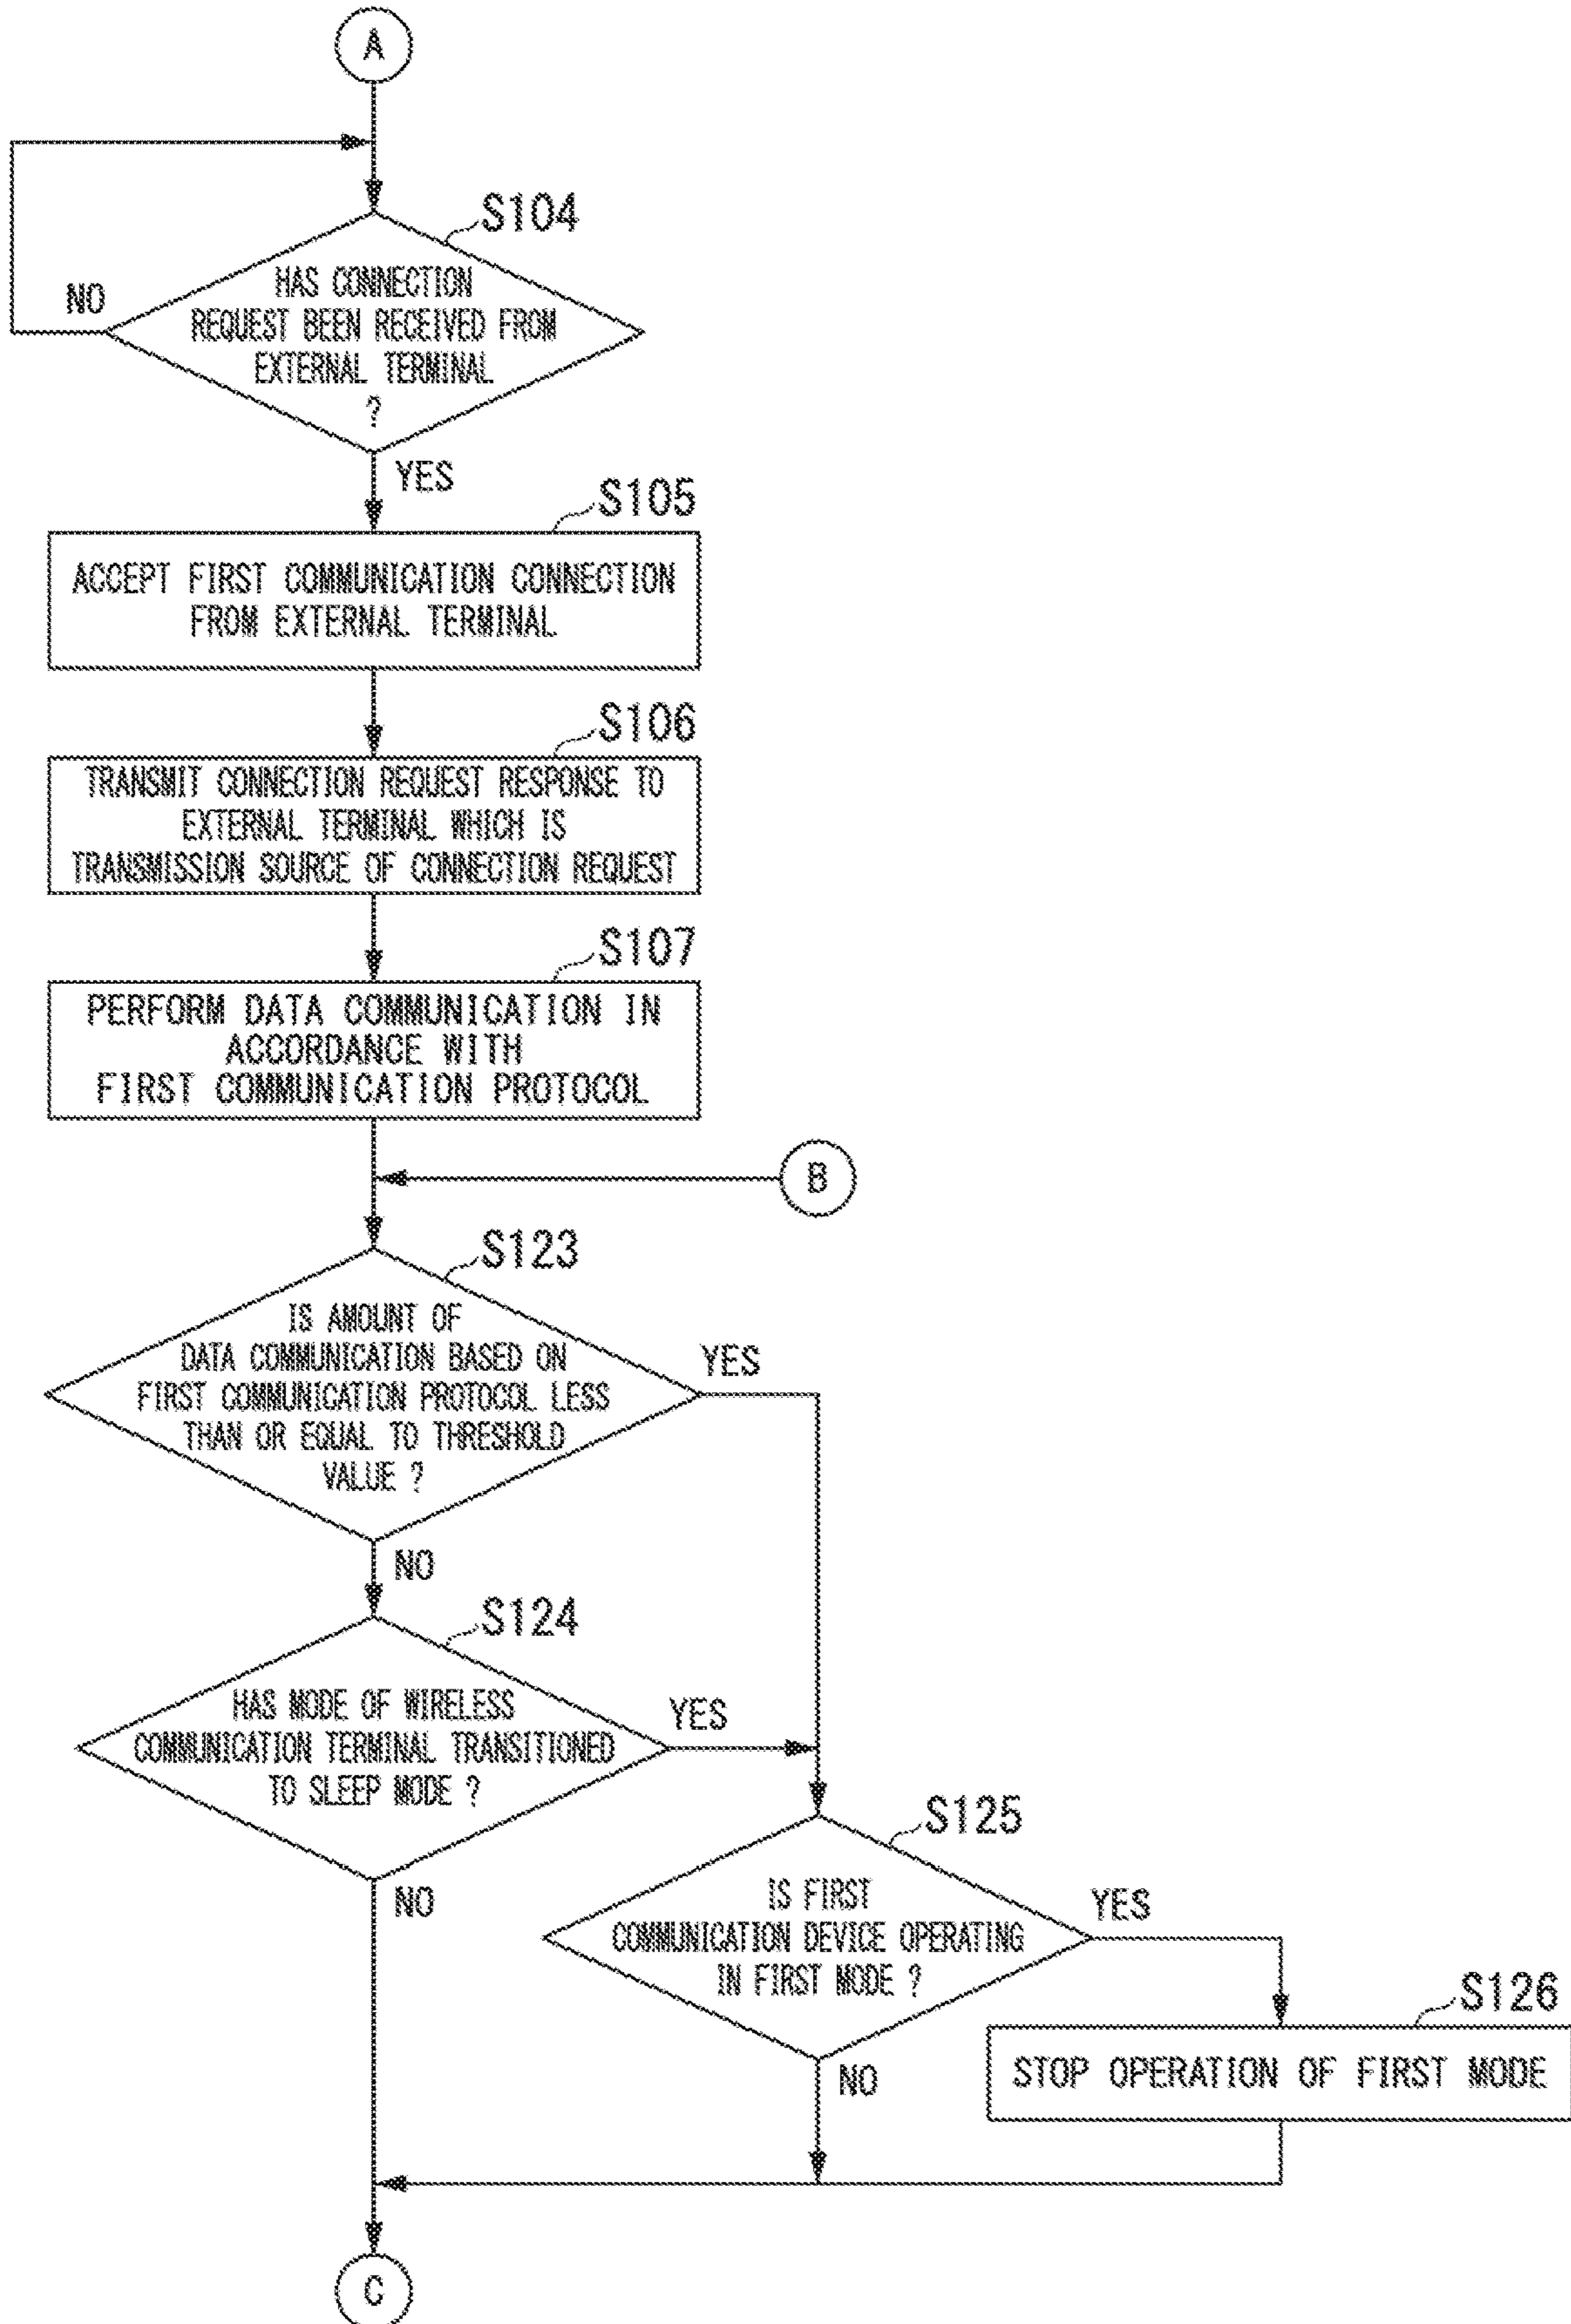 A
S104
HAS CONNECTION
REQUEST BEEN RECEIVED FROM
EXTERNAL TERMINAL
?
NO
YES
S105
ACCEPT FIRST COMMUNICATION CONNECTION
FROM EXTERNAL TERMINAL
S106
TRANSMIT CONNECTION REQUEST RESPONSE TO
EXTERNAL TERMINAL WHICH IS
TRANSMISSION SOURCE OF CONNECTION REQUEST
S107
PERFORM DATA COMMUNICATION IN
ACCORDANCE WITH
FIRST COMMUNICATION PROTOCOL
B
S123
IS AMOUNT OF
DATA COMMUNICATION BASED ON
FIRST COMMUNICATION PROTOCOL LESS
THAN OR EQUAL TO THRESHOLD
VALUE ?
YES
NO
S124
HAS MODE OF WIRELESS
COMMUNICATION TERMINAL TRANSITIONED
TO SLEEP MODE ?
YES
NO
S125
IS FIRST
COMMUNICATION DEVICE OPERATING
IN FIRST MODE ?
YES
NO
S126
STOP OPERATION OF FIRST MODE
C